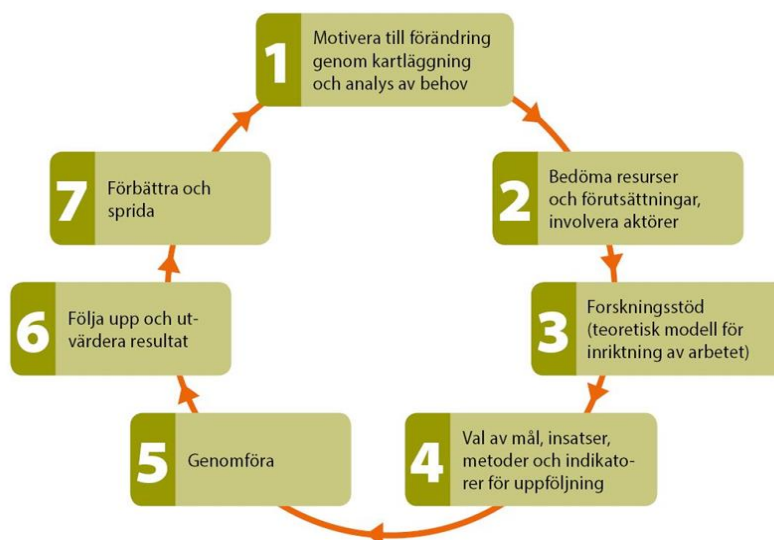 1
Motivera till förändring
genom kartläggning
och analys av behov
2
Bedöma resurser
och förutsättningar,
involvera aktörer
3
Forskningsstöd
(teoretisk modell för
inriktning av arbetet)
4
Val av mål, insatser,
metoder och indikato-
rer för uppföljning
5
Genomföra
6
Följa upp och ut-
värdera resultat
7
Förbättra och
sprida